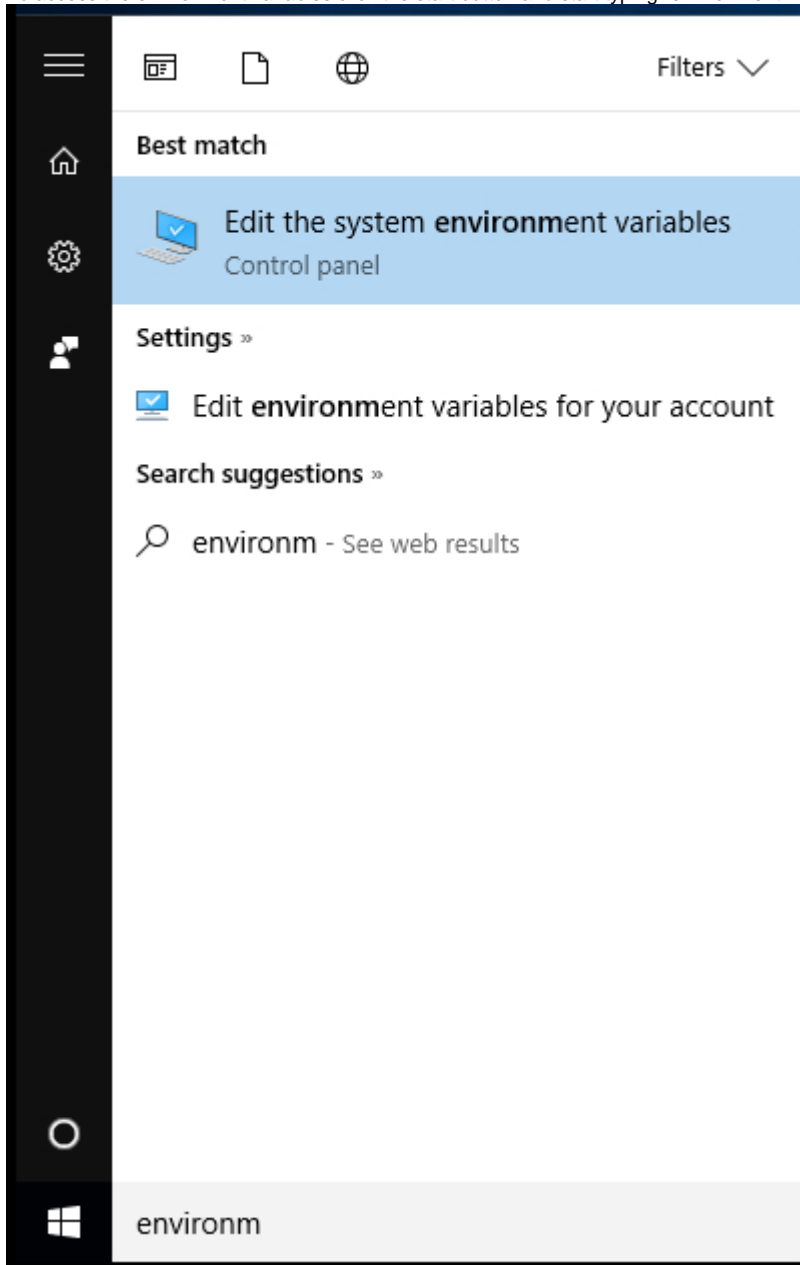 Filters
Best match
Edit the system environment variables
Control panel
Settings »
Edit environment variables for your account
Search suggestions »
environm - See web results
environm